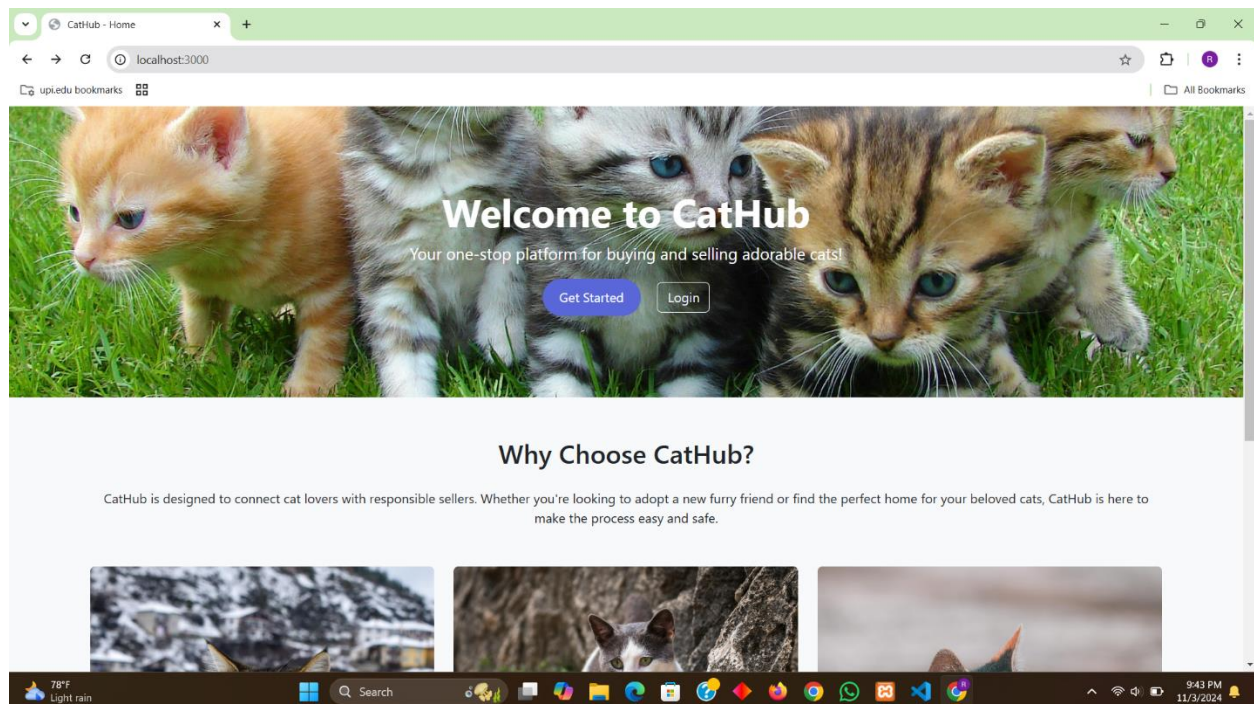 CatHub - Home
localhost:3000
R
upi.edu bookmarks
All Bookmarks
Welcome to CatHub
Your one-stop platform for buying and selling adorable cats!
Get Started
Login
Why Choose CatHub?
CatHub is designed to connect cat lovers with responsible sellers. Whether you're looking to adopt a new furry friend or find the perfect home for your beloved cats, CatHub is here to
make the process easy and safe.
78°F
Light rain
Search
9:43 PM
11/3/2024